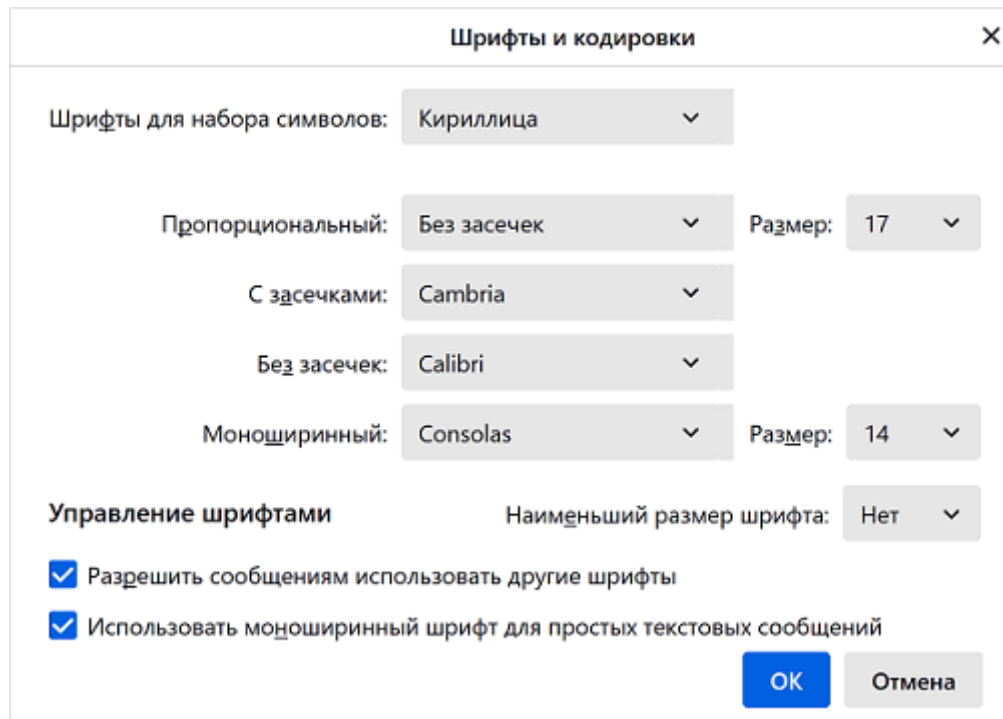 Шрифты и кодировки
Шрифты для набора символов: Кириллица
Пропорциональный: Без засечек Размер: 17
С засечками: Cambria
Без засечек: Calibri
Моноширинный: Consolas Размер: 14
Управление шрифтами Наименьший размер шрифта: Нет
Разрешить сообщениям использовать другие шрифты
Использовать моноширинный шрифт для простых текстовых сообщений
ОК Отмена